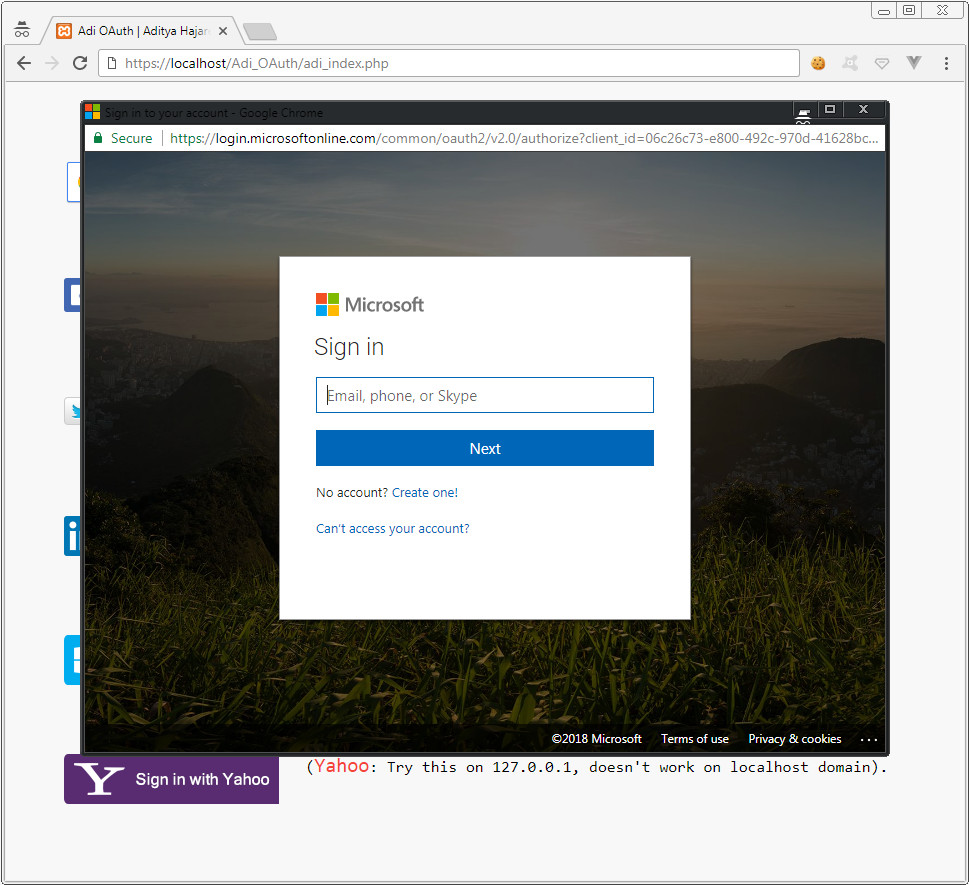 Adi OAuth | Aditya Hajar
https://localhost/Adi_OAuth/adi_index.php
Sign in to your account - Google Chrome
Secure
https://login.microsoftonline.com/common/oauth2/v2.0/authorize?client_id=06c26c73-e800-492c-970d-41628bc...
Microsoft
Sign in
Email, phone, or Skype
Next
No account? Create one!
Can't access your account?
©2018 Microsoft Terms of use Privacy & cookies ...
Y Sign in with Yahoo
(Yahoo: Try this on 127.0.0.1, doesn't work on localhost domain).